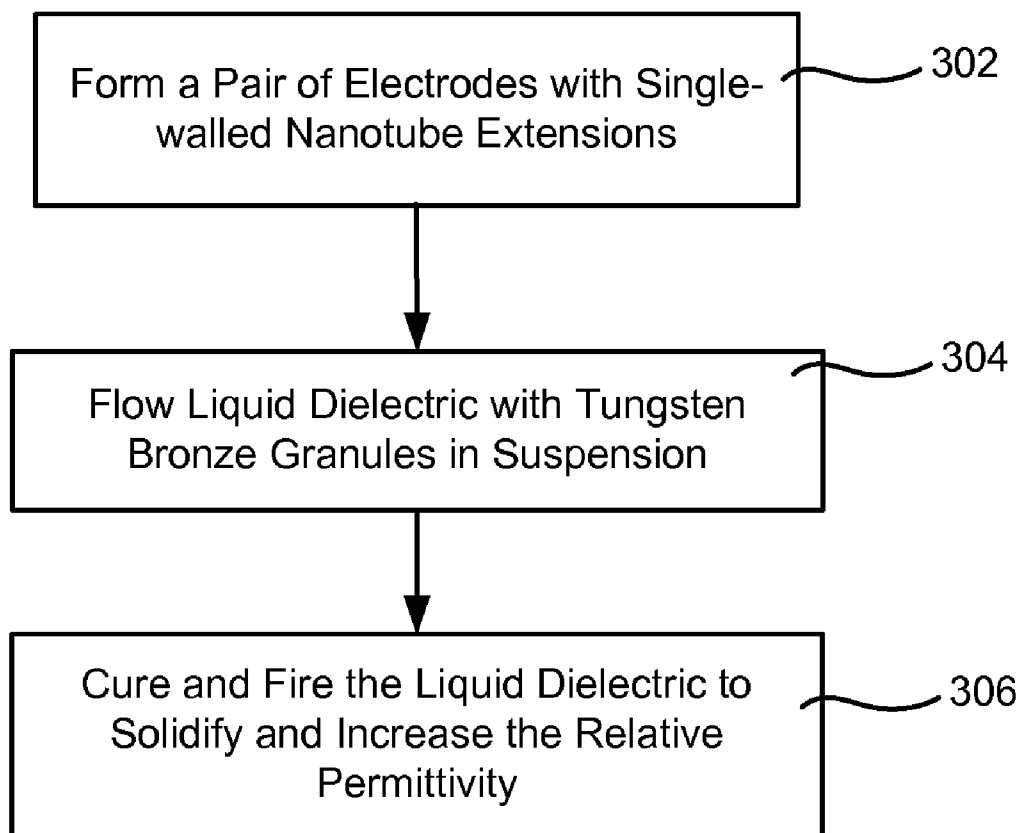 Form a Pair of Electrodes with Single-
walled Nanotube Extensions
302
Flow Liquid Dielectric with Tungsten
Bronze Granules in Suspension
304
Cure and Fire the Liquid Dielectric to
Solidify and Increase the Relative
Permittivity
306